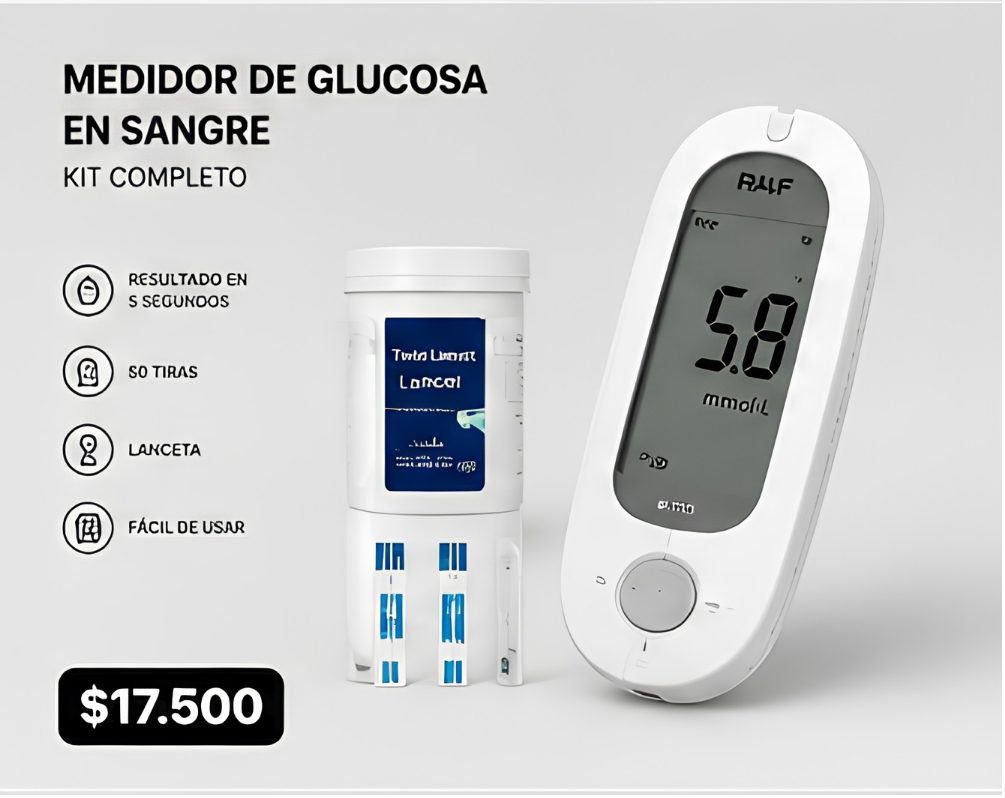 MEDIDOR DE GLUCOSA
EN SANGRE
KIT COMPLETO
RESULTADO EN
5 SEGUNDOS
50 TIRAS
LANCETA
FÁCIL DE USAR
5.8
mmol/L
$17.500